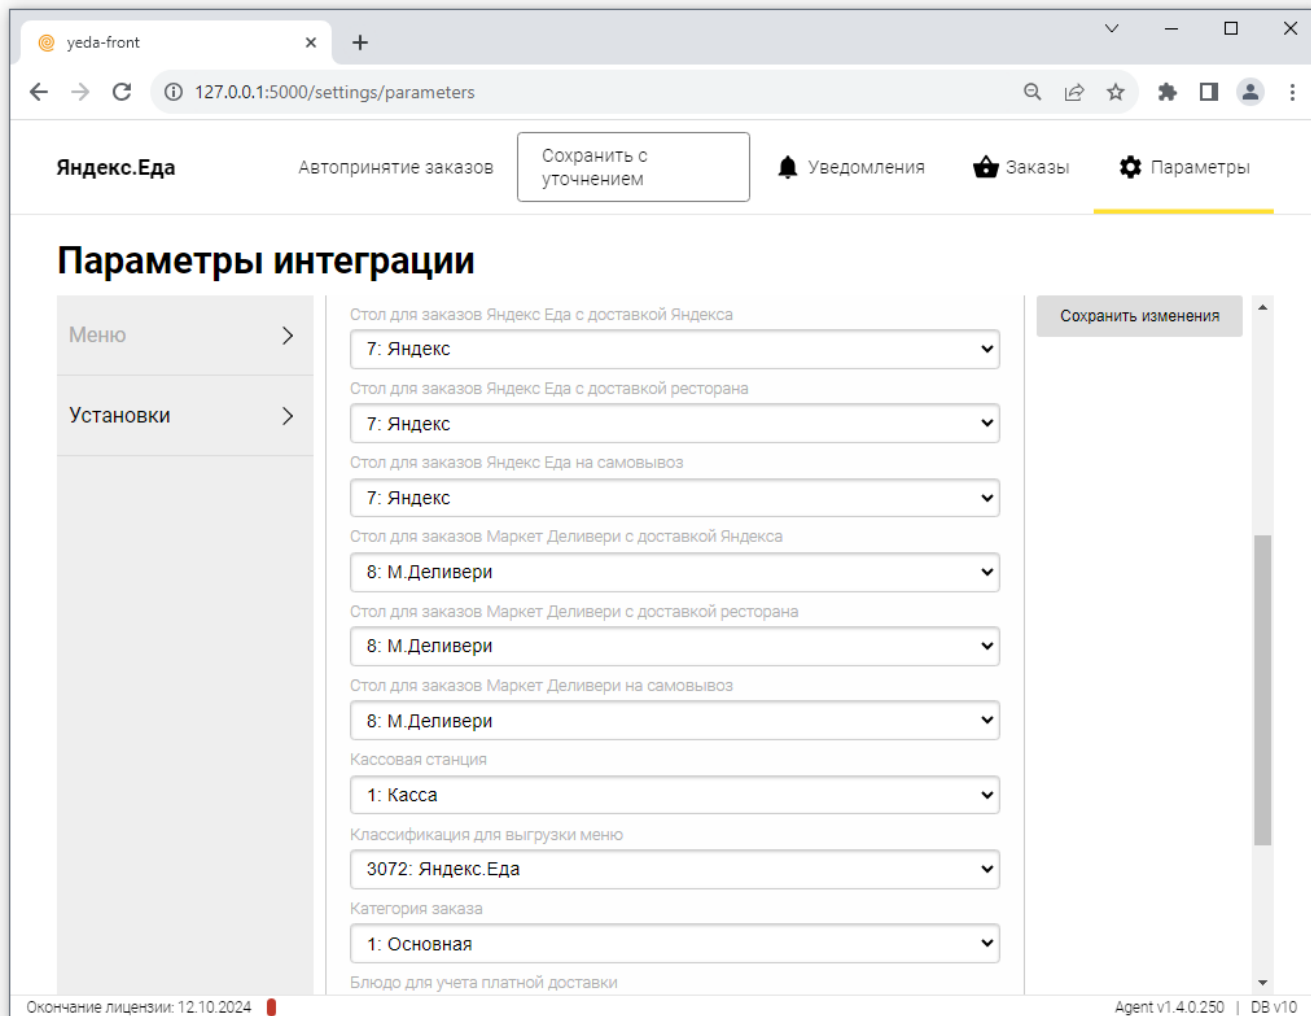 yeda-front
127.0.0.1:5000/settings/parameters
Яндекс.Еда
Автопринятие заказов
Сохранить с
уточнением
Уведомления
Заказы
Параметры
Параметры интеграции
Меню
Установки
Стол для заказов Яндекс Еда с доставкой Яндекса
7: Яндекс
Стол для заказов Яндекс Еда с доставкой ресторана
7: Яндекс
Стол для заказов Яндекс Еда на самовывоз
7: Яндекс
Стол для заказов Маркет Деливери с доставкой Яндекса
8: М.Деливери
Стол для заказов Маркет Деливери с доставкой ресторана
8: М.Деливери
Стол для заказов Маркет Деливери на самовывоз
8: М.Деливери
Кассовая станция
1: Касса
Классификация для выгрузки меню
3072: Яндекс.Еда
Категория заказа
1: Основная
Блюдо для учета платной доставки
Сохранить изменения
Окончание лицензии: 12.10.2024
Agent v1.4.0.250 | DB v10